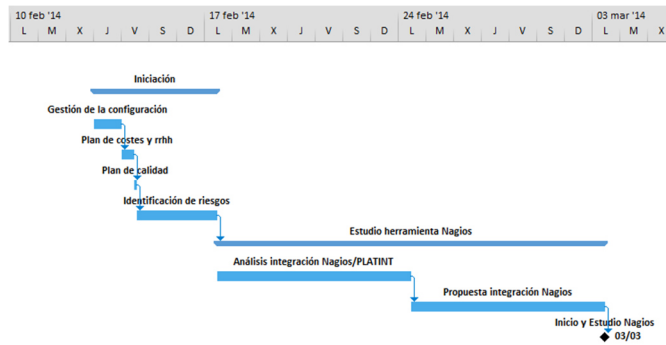 10 feb '14 17 feb '14 24 feb '14 03 mar '14
L M X J V S D L M X J V S D L M X J V S D L M X
Iniciación
Gestión de la configuración
Plan de costes y rrhh
Plan de calidad
Identificación de riesgos
Estudio herramienta Nagios
Análisis integración Nagios/PLATINT
Propuesta integración Nagios
Inicio y Estudio Nagios
03/03